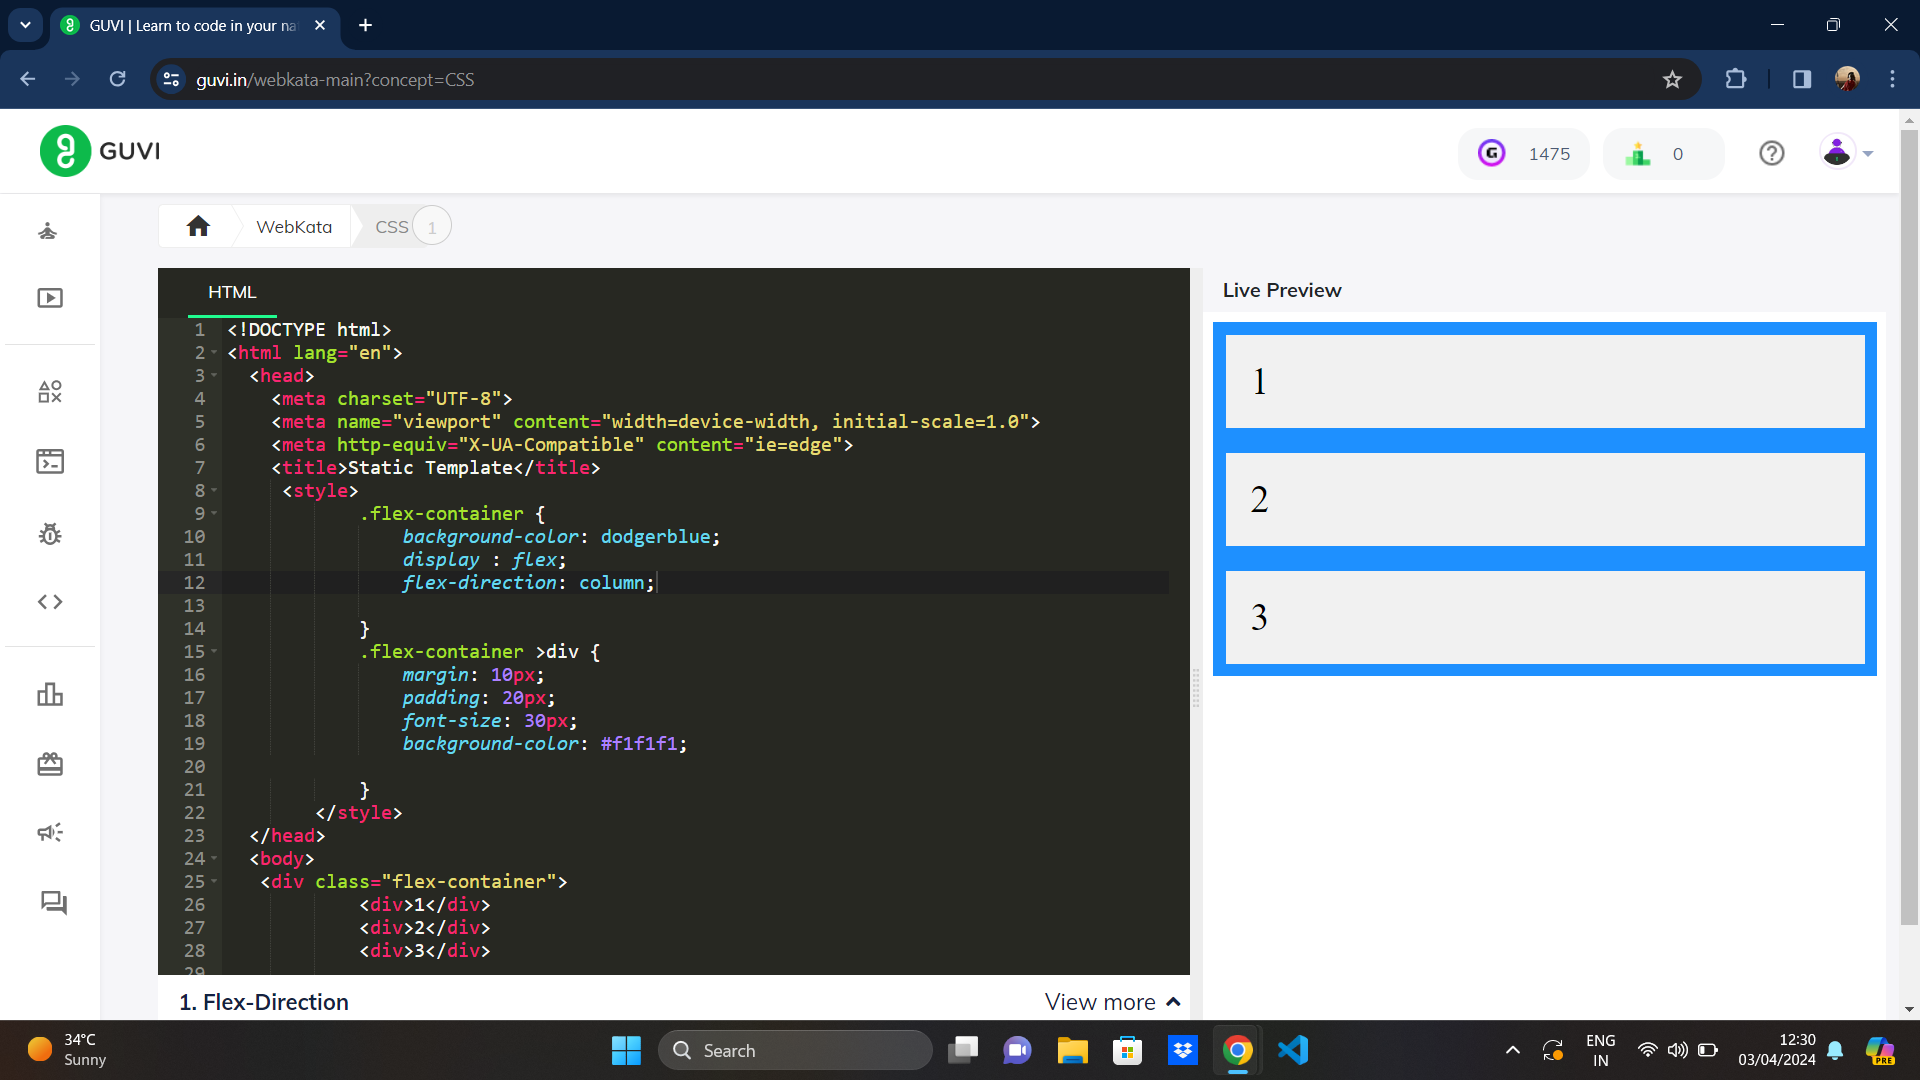 GUVI | Learn to code in your na
guvi.in/webkata-main?concept=CSS
GUVI
1475
0
WebKata
CSS
1
HTML
Live Preview
1 <!DOCTYPE html>
2 <html lang="en">
3 <head>
4 <meta charset="UTF-8">
5 <meta name="viewport" content="width=device-width, initial-scale=1.0">
6 <meta http-equiv="X-UA-Compatible" content="ie=edge">
7 <title>Static Template</title>
8 <style>
9 .flex-container {
10 background-color: dodgerblue;
11 display : flex;
12 flex-direction: column;
13
14 }
15 .flex-container >div {
16 margin: 10px;
17 padding: 20px;
18 font-size: 30px;
19 background-color: #f1f1f1;
20
21 }
22 </style>
23 </head>
24 <body>
25 <div class="flex-container">
26 <div>1</div>
27 <div>2</div>
28 <div>3</div>
29
1
2
3
1. Flex-Direction
View more
34°C
Sunny
Search
PRE
ENG
IN
12:30
03/04/2024